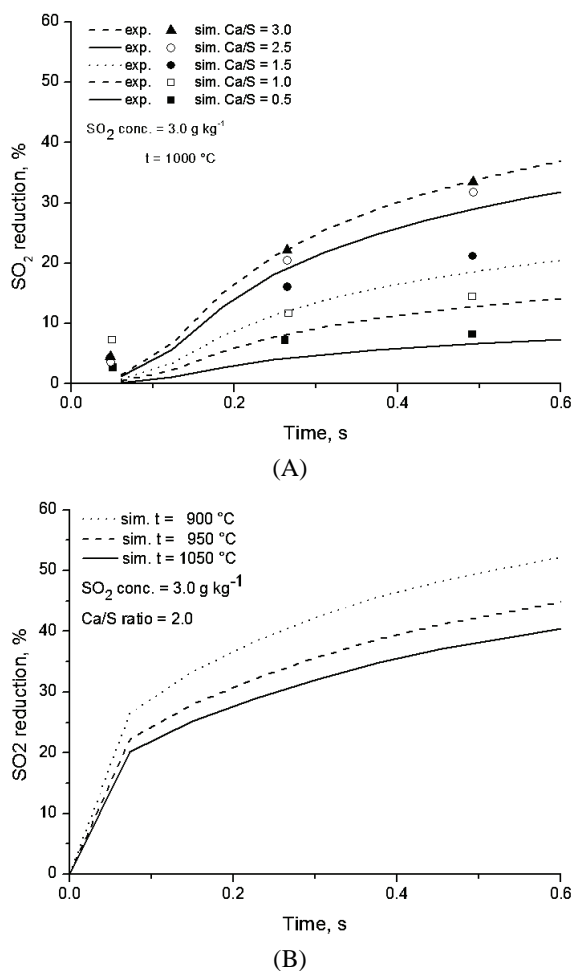 60
50
40
30
20
10
0
SO₂ reduction, %
exp. ▲ sim. Ca/S = 3.0
exp. ○ sim. Ca/S = 2.5
exp. ● sim. Ca/S = 1.5
exp. □ sim. Ca/S = 1.0
exp. ■ sim. Ca/S = 0.5
SO₂ conc. = 3.0 g kg⁻¹
t = 1000 °C
0.0 0.2 0.4 0.6
Time, s
(A)
60
50
40
30
20
10
0
SO2 reduction, %
sim. t = 900 °C
sim. t = 950 °C
sim. t = 1050 °C
SO₂ conc. = 3.0 g kg⁻¹
Ca/S ratio = 2.0
0.0 0.2 0.4 0.6
Time, s
(B)